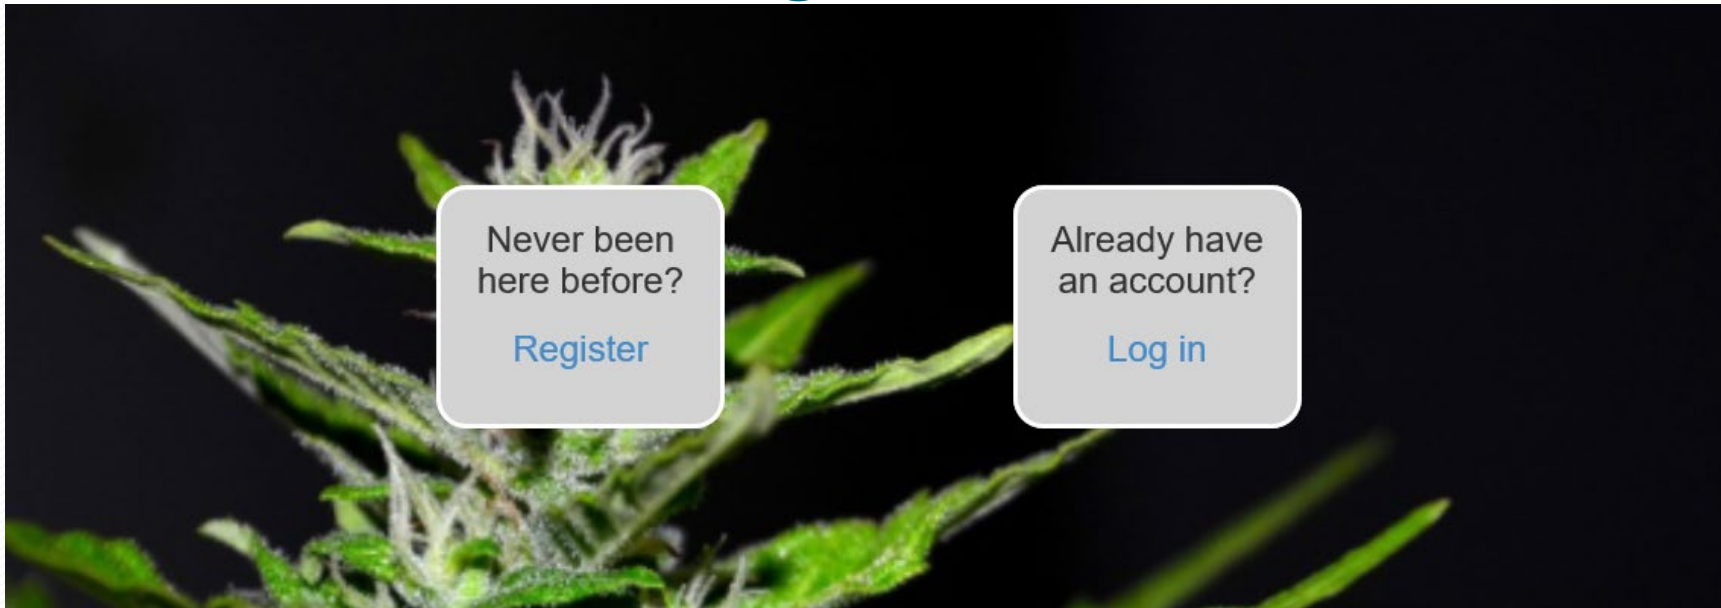 Never been
here before?
Register
Already have
an account?
Log in